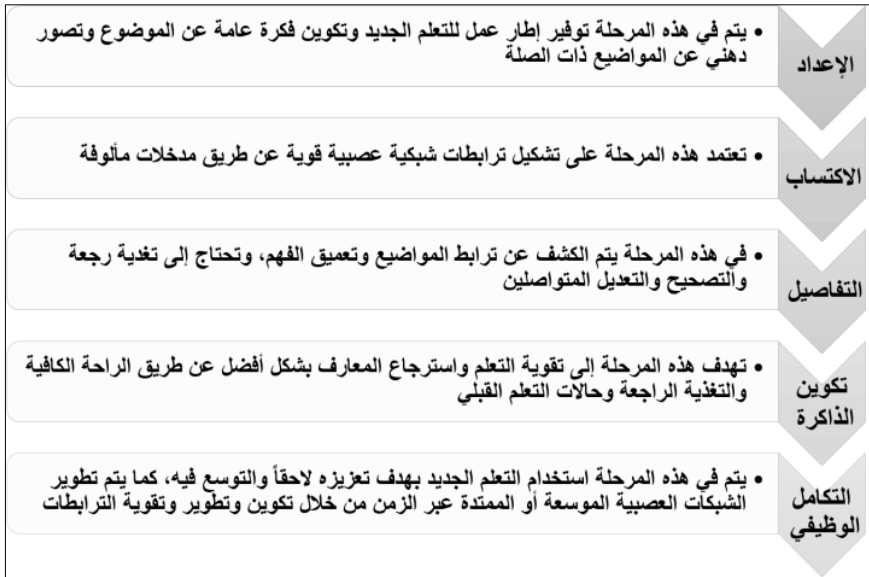 الإعداد
• يتم في هذه المرحلة توفير إطار عمل للتعلم الجديد وتكوين فكرة عامة عن الموضوع وتصور
دهني عن المواضيع ذات الصلة
الاكتساب
• تعتمد هذه المرحلة على تشكيل ترابطات شبكية عصبية قوية عن طريق مدخلات مألوفة
التفاصيل
• في هذه المرحلة يتم الكشف عن ترابط المواضيع وتعميق الفهم، وتحتاج إلى تغدية رجعة
والتصحيح والتعديل المتواصلين
تكوين
الذاكرة
• تهدف هذه المرحلة إلى تقوية التعلم واسترجاع المعارف بشكل أفضل عن طريق الراحة الكافية
والتغذية الراجعة وحالات التعلم القبلي
التكامل
الوظيفي
• يتم في هذه المرحلة استخدام التعلم الجديد بهدف تعزيزه لاحقاً والتوسع فيه، كما يتم تطوير
الشبكات العصبية الموسعة أو الممتدة عبر الزمن من خلال تكوين وتطوير وتقوية الترابطات